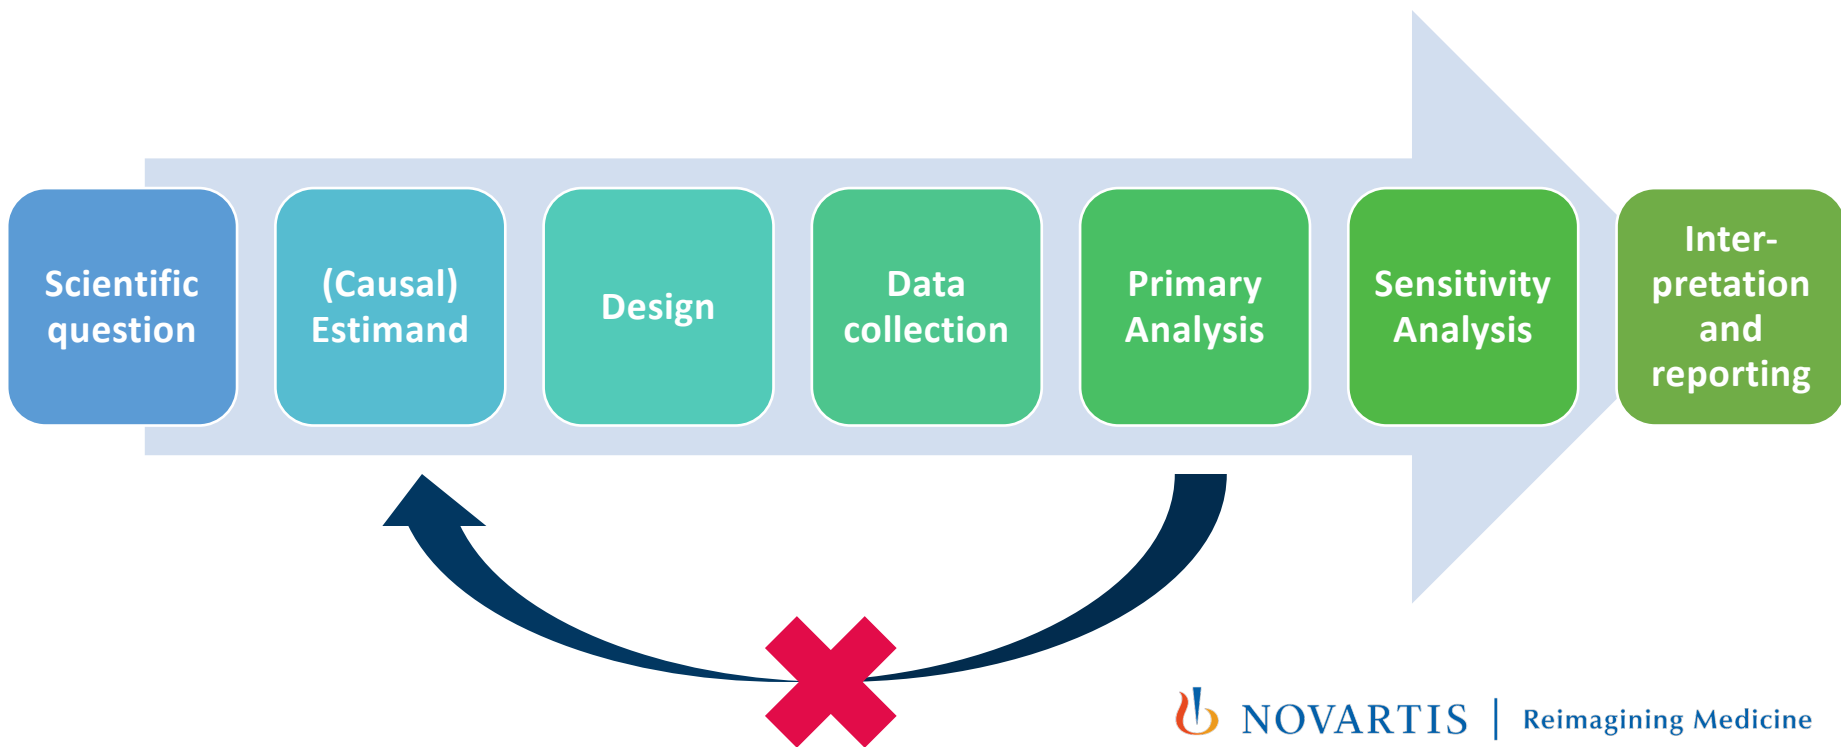 Scientific
question
(Causal)
Estimand
Design
Data
collection
Primary
Analysis
Sensitivity
Analysis
Inter-
pretation
and
reporting
NOVARTIS | Reimagining Medicine